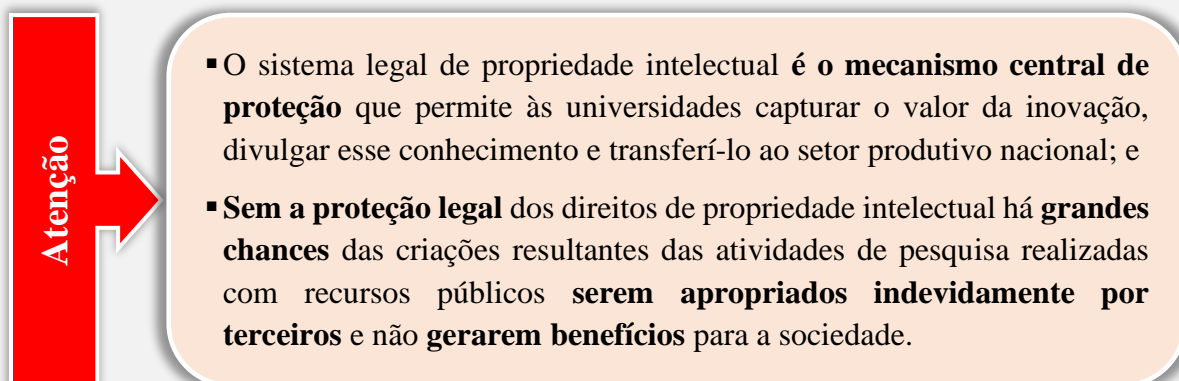 Atenção
▪ O sistema legal de propriedade intelectual é o mecanismo central de
proteção que permite às universidades capturar o valor da inovação,
divulgar esse conhecimento e transferí-lo ao setor produtivo nacional; e
▪ Sem a proteção legal dos direitos de propriedade intelectual há grandes
chances das criações resultantes das atividades de pesquisa realizadas
com recursos públicos serem apropriados indevidamente por
terceiros e não gerarem benefícios para a sociedade.